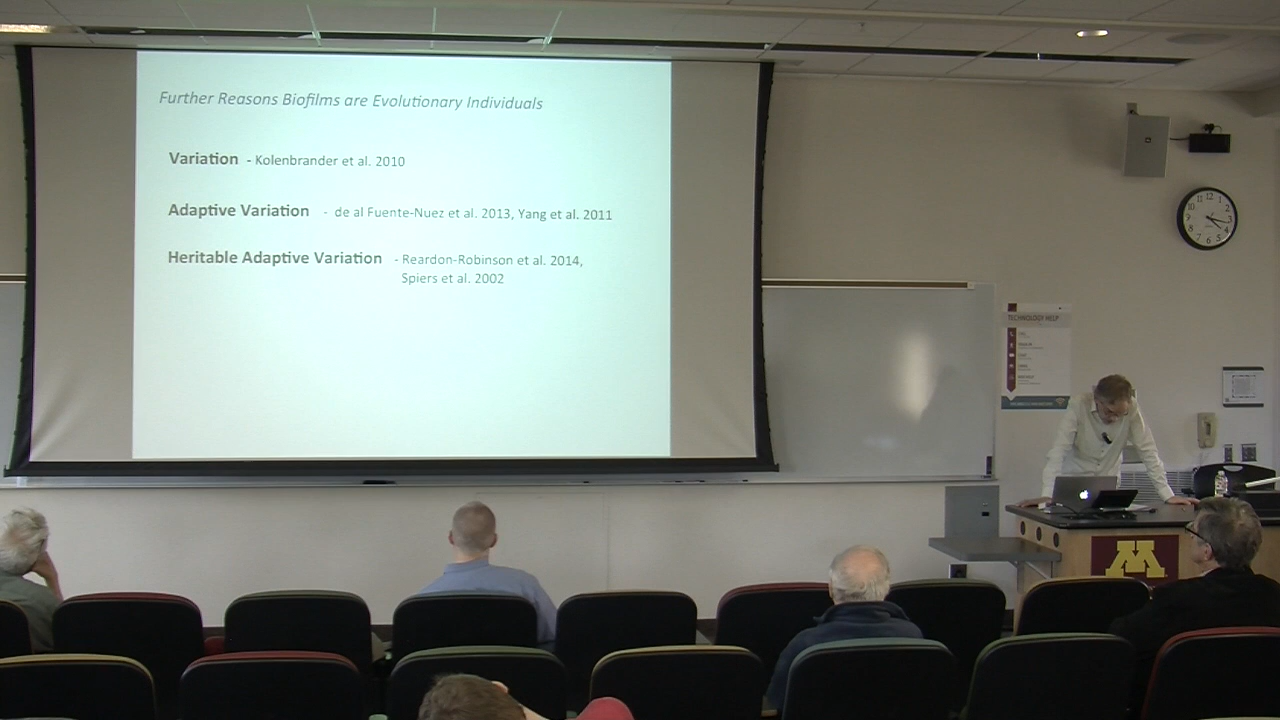 Further Reasons Biofilms are Evolutionary Individuals
Variation - Kolenbrander et al. 2010
Adaptive Variation - de al Fuente-Nuez et al. 2013, Yang et al. 2011
Heritable Adaptive Variation - Reardon-Robinson et al. 2014,
Spiers et al. 2002
TECHNOLOGY HELP
M